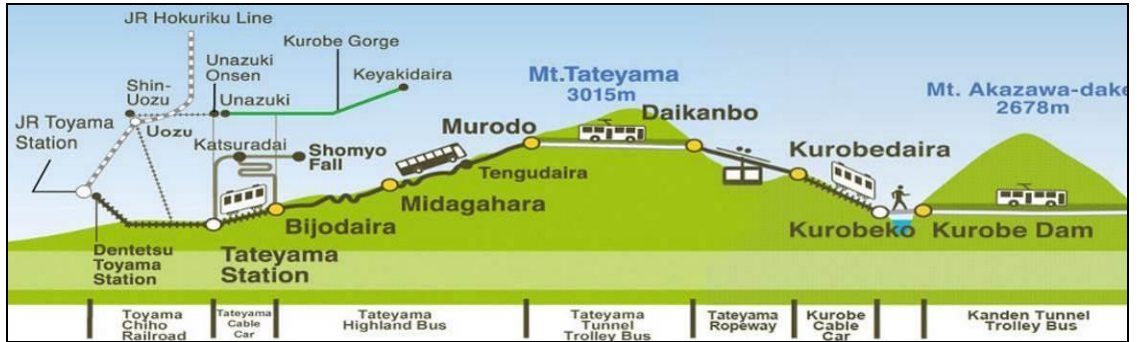 JR Hokuriku Line
Kurobe Gorge
Unazuki
Onsen
Keyakidaira
Shin-
Uozu
Unazuki
Uozu
JR Toyama
Station
Katsuradai
Shomyo
Fall
Mt.Tateyama
3015m
Mt. Akazawa-dake
2678m
Murodo
Daikanbo
Tengudaira
Kurobedaira
Midagahara
Bijodaira
Kurobeko
Kurobe Dam
Dentetsu
Toyama
Station
Tateyama
Station
Toyama
Chiho
Railroad
Tateyama
Cable
Car
Tateyama
Highland Bus
Tateyama
Tunnel
Trolley Bus
Tateyama
Ropeway
Kurobe
Cable
Car
Kanden Tunnel
Trolley Bus